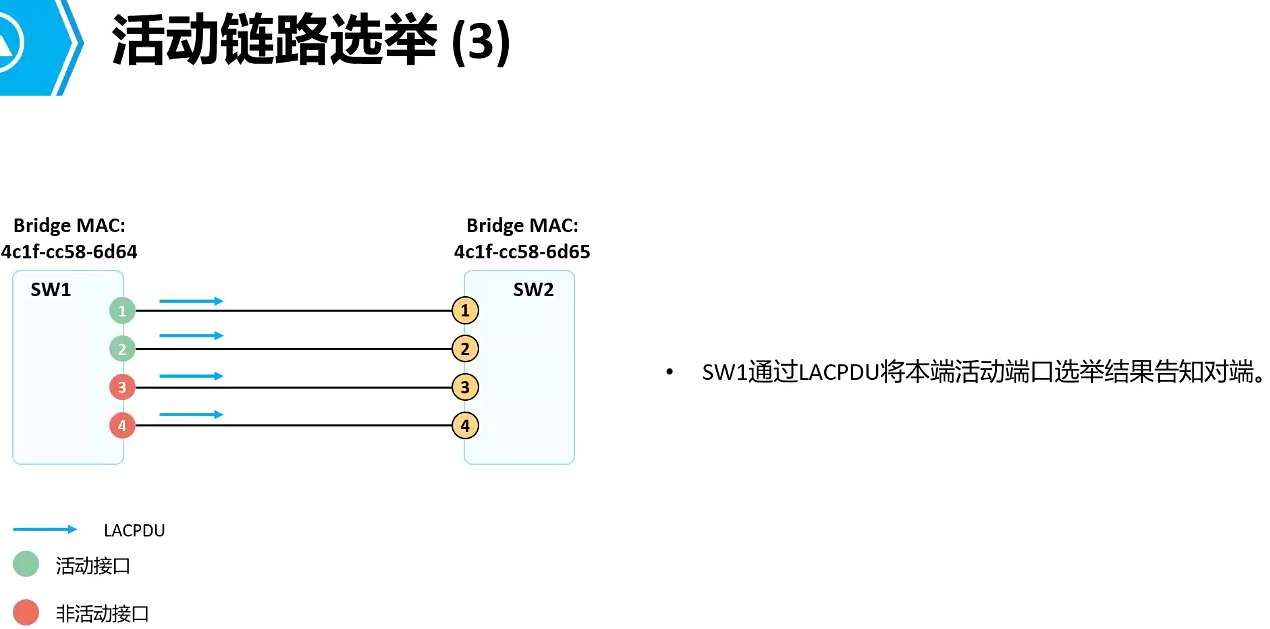 活动链路选举 (3)
Bridge MAC:
4c1f-cc58-6d64
Bridge MAC:
4c1f-cc58-6d65
SW1
SW2
1
1
2
2
3
3
4
4
• SW1通过LACPDU将本端活动端口选举结果告知对端。
LACPDU
活动接口
非活动接口